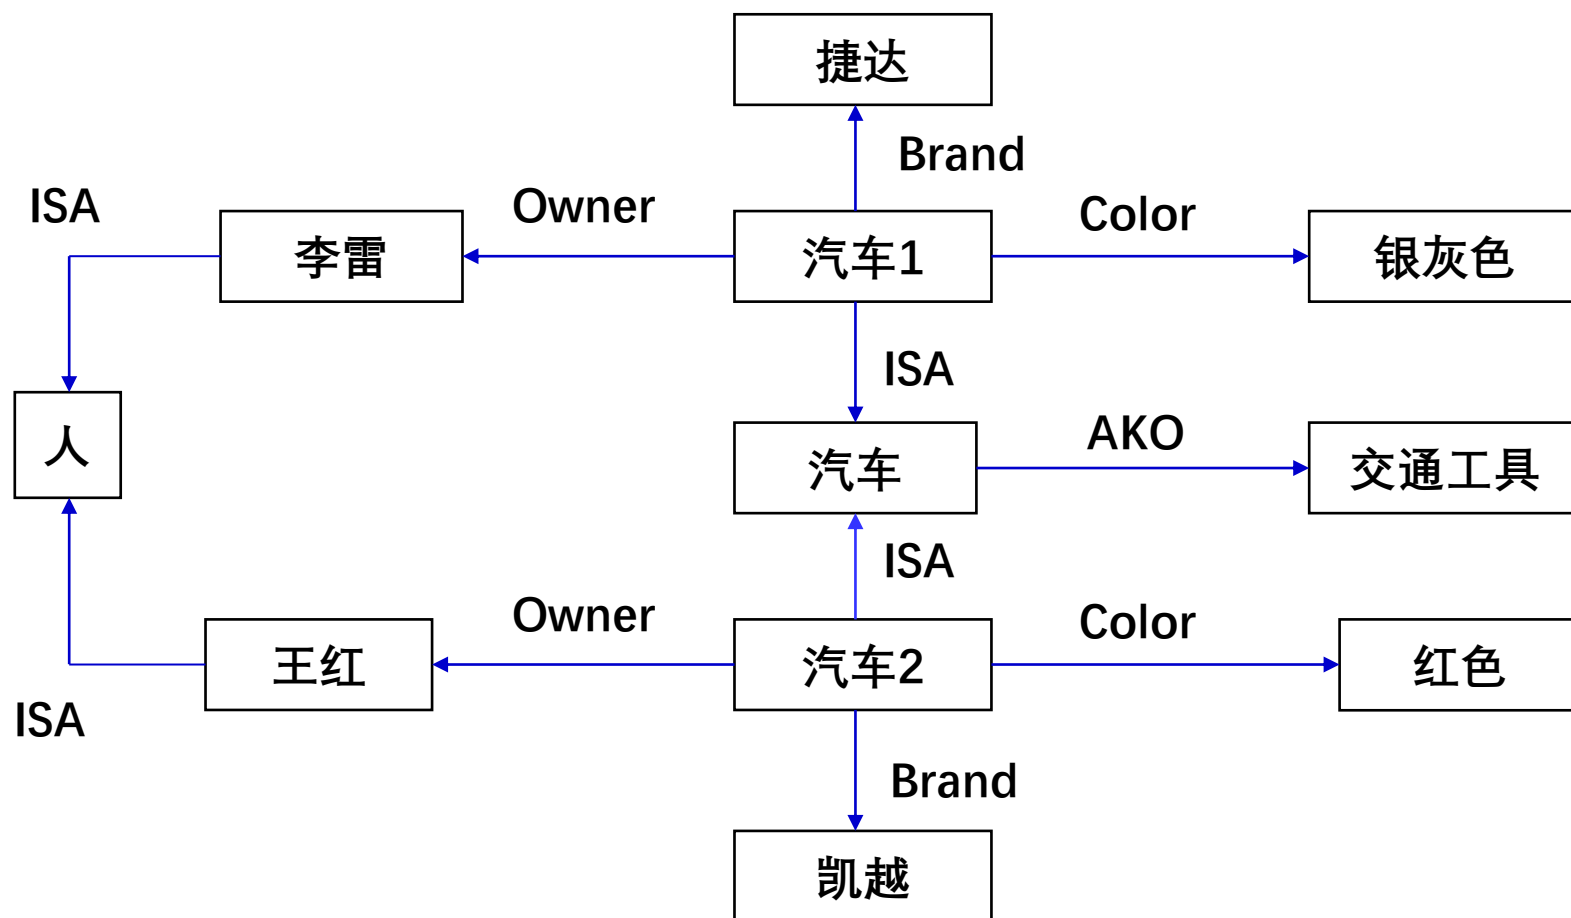 捷达
Brand
ISA
Owner
Color
李雷
汽车1
银灰色
ISA
AKO
人
汽车
交通工具
ISA
Owner
Color
王红
汽车2
红色
ISA
Brand
凯越